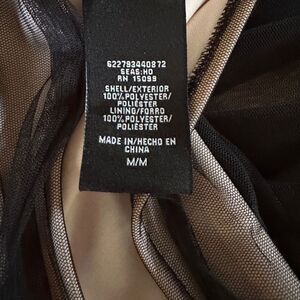 622793440872
SEAS:HO
RN 15099
SHELL/EXTERIOR
100% POLYESTER/
POLIÉSTER
LINING/FORRO
100% POLYESTER/
POLIÉSTER
MADE IN/HECHO EN
CHINA
M/M